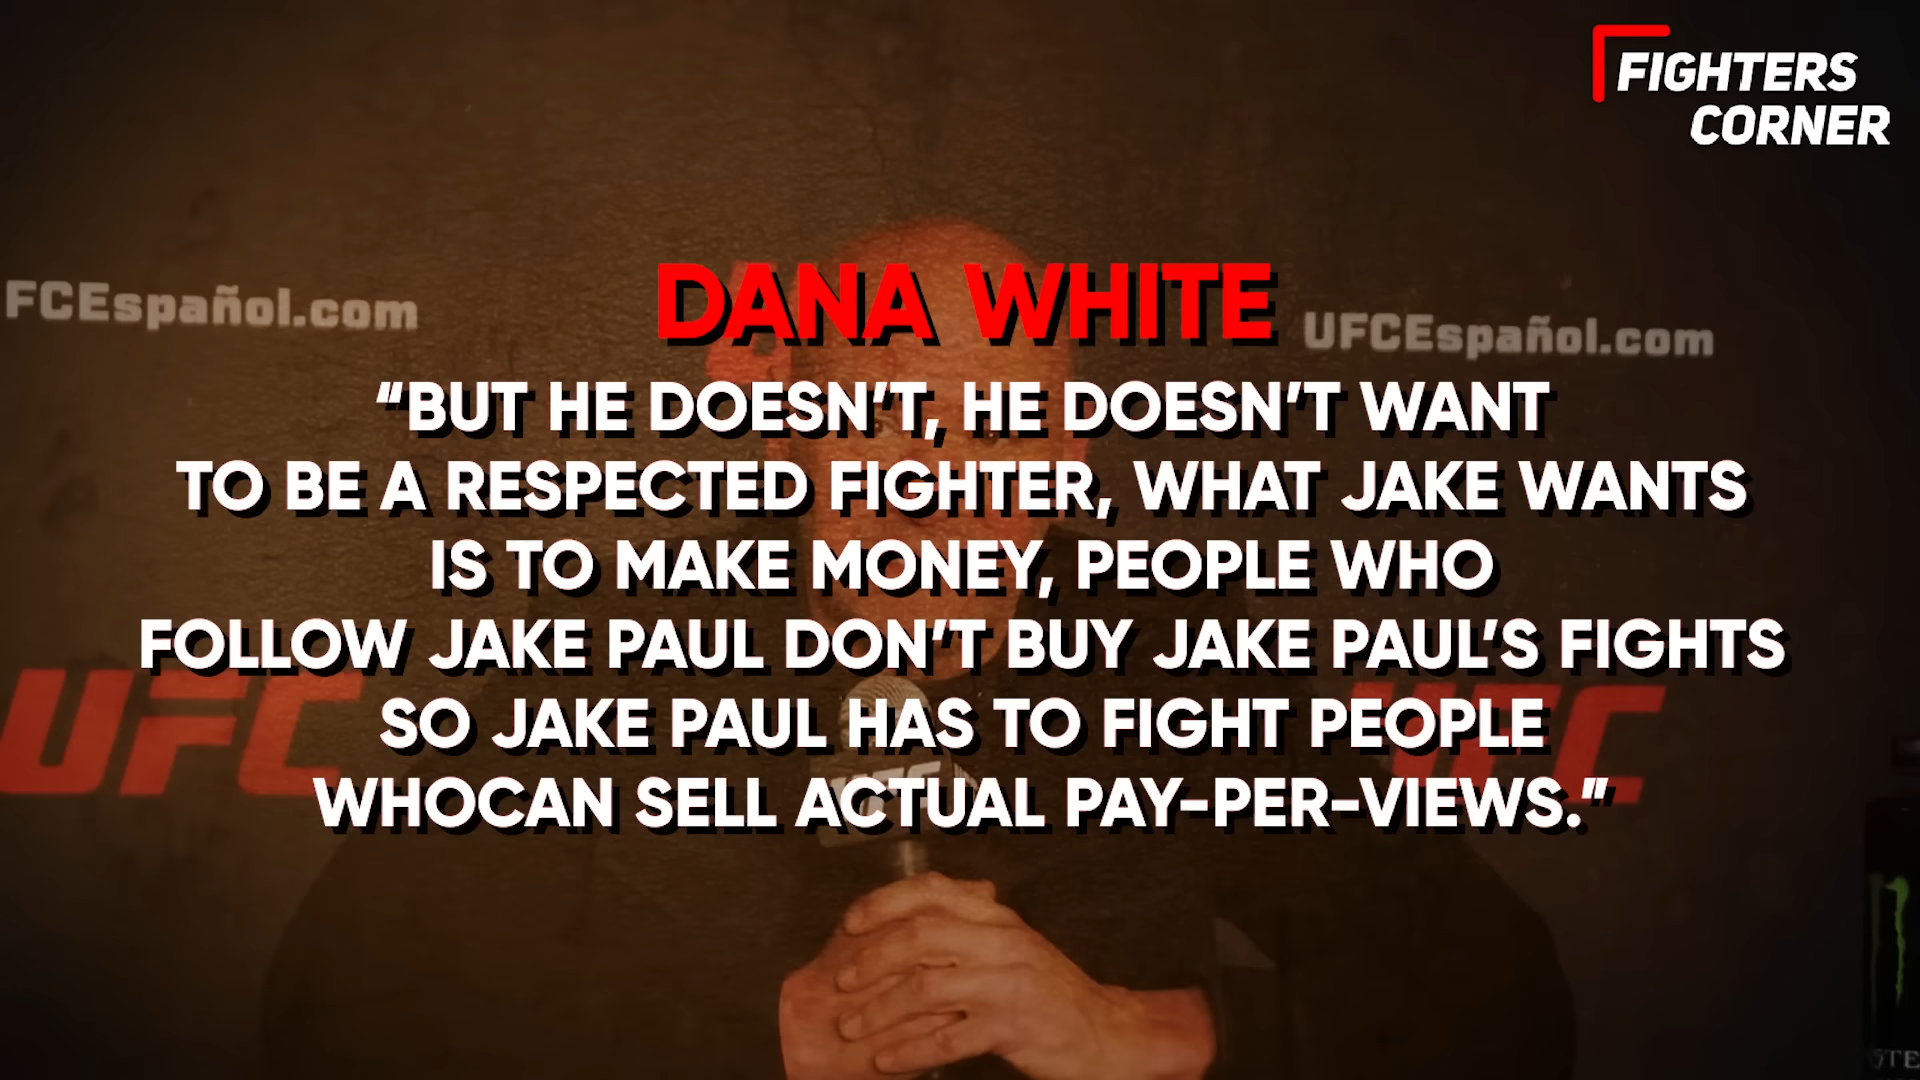 FIGHTERS
CORNER
FCEspañol.com
UFCEspañol.com
DANA WHITE
“BUT HE DOESN’T, HE DOESN’T WANT
TO BE A RESPECTED FIGHTER, WHAT JAKE WANTS
IS TO MAKE MONEY, PEOPLE WHO
FOLLOW JAKE PAUL DON’T BUY JAKE PAUL’S FIGHTS
SO JAKE PAUL HAS TO FIGHT PEOPLE
WHOCAN SELL ACTUAL PAY-PER-VIEWS.”
UFC
UFC
UFC
STE